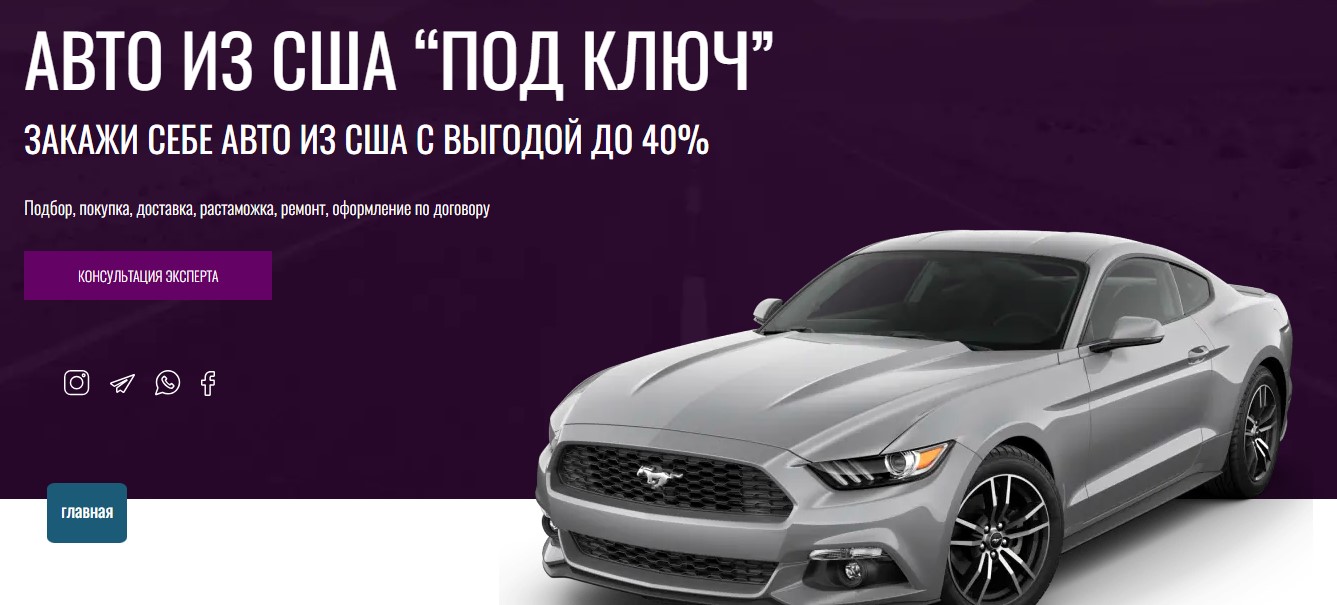 АВТО ИЗ США “ПОД КЛЮЧ”
ЗАКАЖИ СЕБЕ АВТО ИЗ США С ВЫГОДОЙ ДО 40%
Подбор, покупка, доставка, растаможка, ремонт, оформление по договору
КОНСУЛЬТАЦИЯ ЭКСПЕРТА
главная